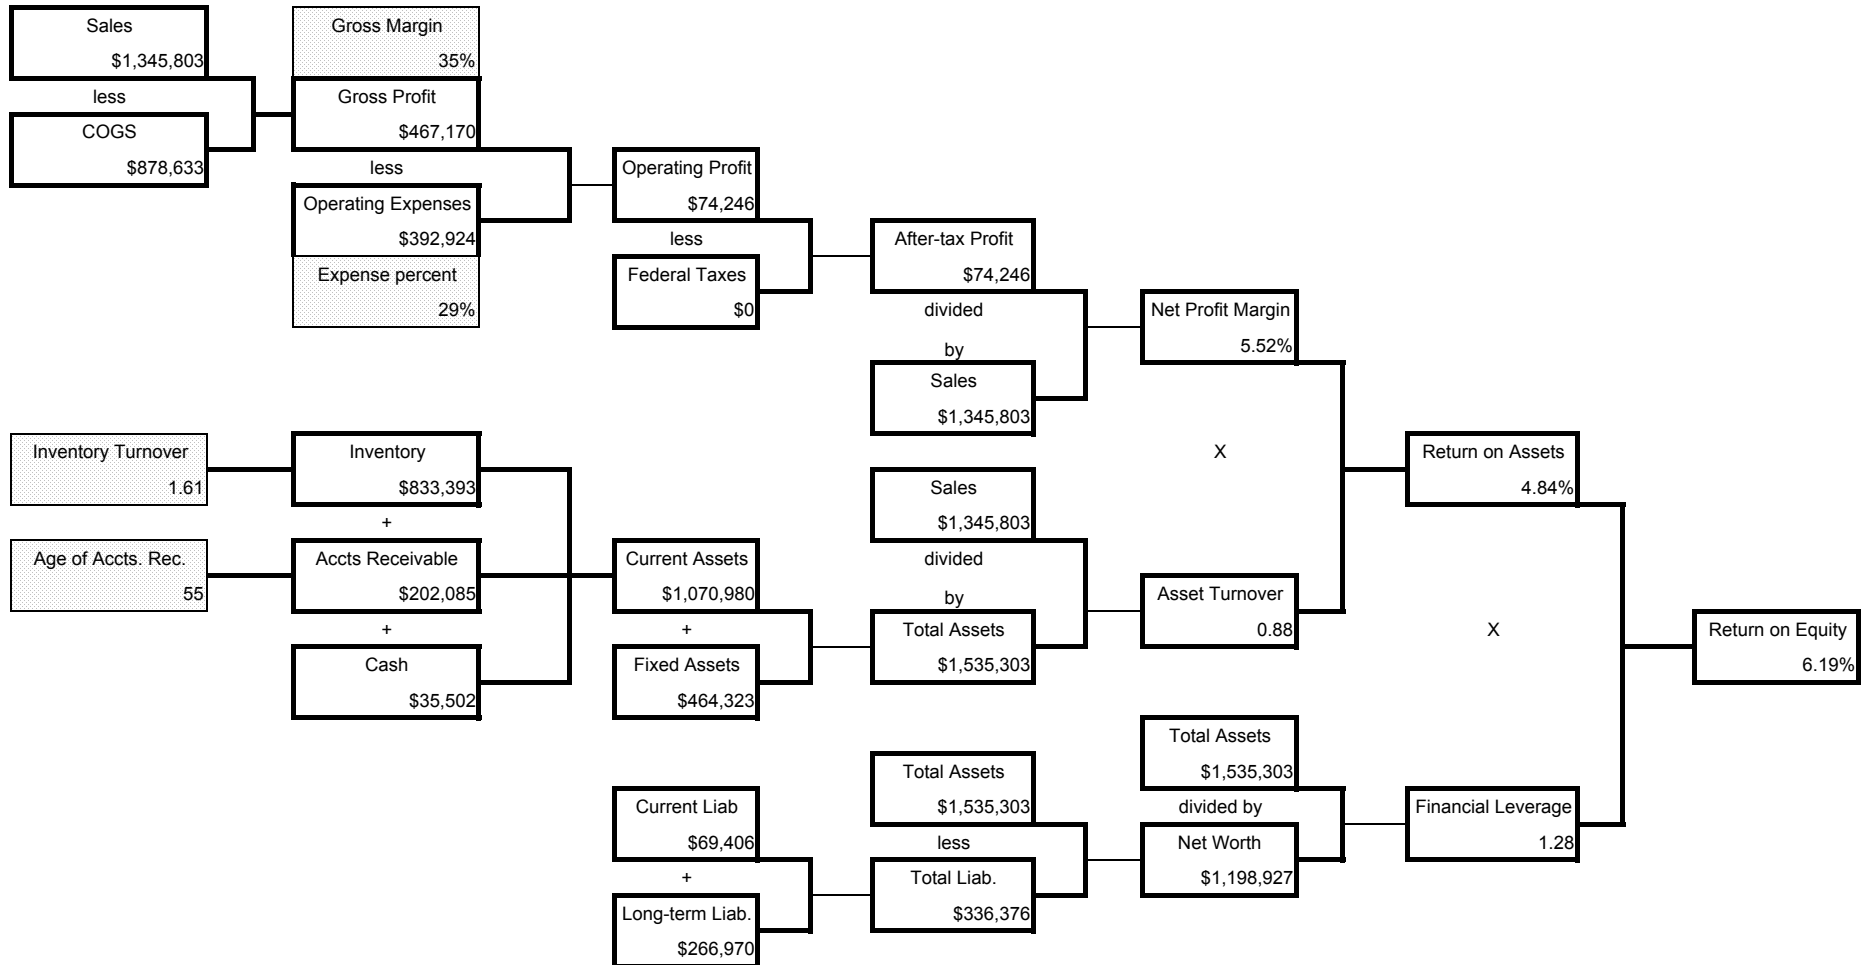 Sales
$1,345,803
less
COGS
$878,633
Gross Margin
35%
Gross Profit
$467,170
less
Operating Expenses
$392,924
Expense percent
29%
Operating Profit
$74,246
less
Federal Taxes
$0
After-tax Profit
$74,246
divided
by
Sales
$1,345,803
Net Profit Margin
5.52%
Inventory Turnover
1.61
Age of Accts. Rec.
55
Inventory
$833,393
+
Accts Receivable
$202,085
+
Cash
$35,502
Current Assets
$1,070,980
+
Fixed Assets
$464,323
Sales
$1,345,803
divided
by
Total Assets
$1,535,303
X
Asset Turnover
0.88
Return on Assets
4.84%
X
Return on Equity
6.19%
Current Liab
$69,406
+
Long-term Liab.
$266,970
Total Assets
$1,535,303
less
Total Liab.
$336,376
Total Assets
$1,535,303
divided by
Net Worth
$1,198,927
Financial Leverage
1.28